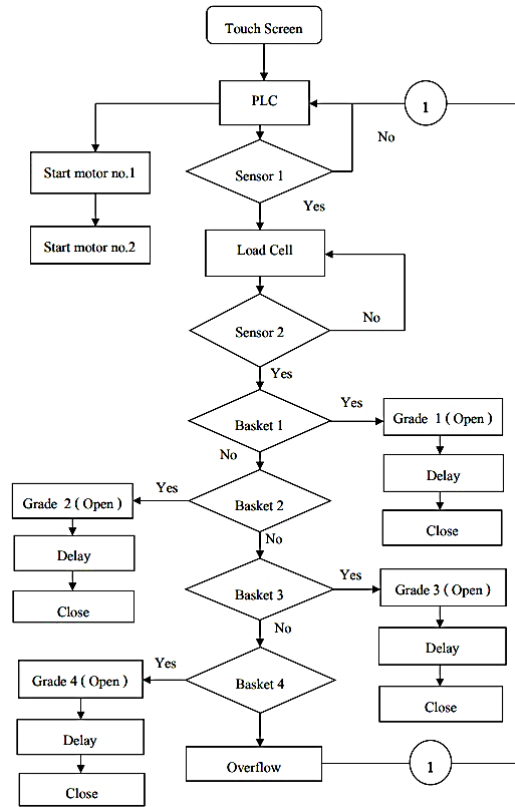 Touch Screen
PLC
1
No
Start motor no.1
Sensor 1
Yes
Start motor no.2
Load Cell
Sensor 2
No
Yes
Basket 1
Yes
Grade 1 ( Open )
No
Delay
Grade 2 ( Open )
Yes
Basket 2
Close
Delay
No
Close
Basket 3
Yes
Grade 3 ( Open )
No
Delay
Grade 4 ( Open )
Yes
Basket 4
Close
Delay
Overflow
1
Close